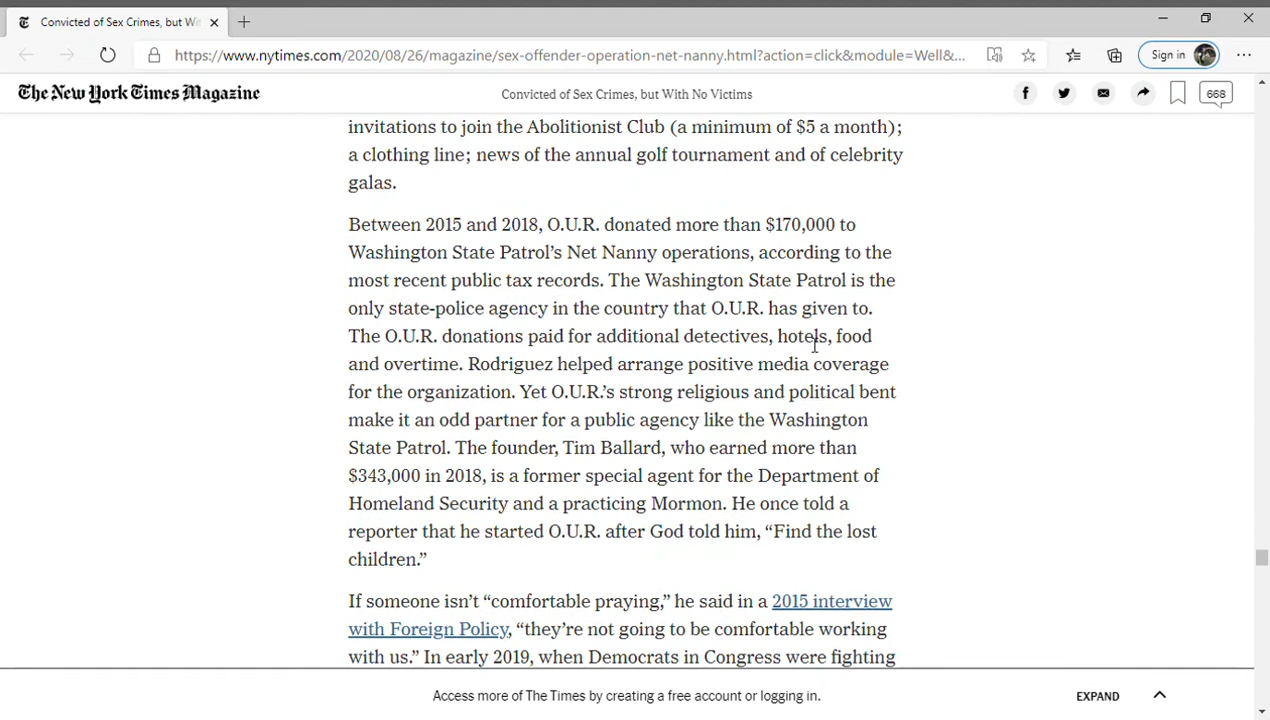 Convicted of Sex Crimes, but Wit
https://www.nytimes.com/2020/08/26/magazine/sex-offender-operation-net-nanny.html?action=click&module=Well&...
Sign in
The New York Times Magazine
Convicted of Sex Crimes, but With No Victims
668
invitations to join the Abolitionist Club (a minimum of $5 a month);
a clothing line; news of the annual golf tournament and of celebrity
galas.
Between 2015 and 2018, O.U.R. donated more than $170,000 to
Washington State Patrol’s Net Nanny operations, according to the
most recent public tax records. The Washington State Patrol is the
only state-police agency in the country that O.U.R. has given to.
The O.U.R. donations paid for additional detectives, hotels, food
and overtime. Rodriguez helped arrange positive media coverage
for the organization. Yet O.U.R.’s strong religious and political bent
make it an odd partner for a public agency like the Washington
State Patrol. The founder, Tim Ballard, who earned more than
$343,000 in 2018, is a former special agent for the Department of
Homeland Security and a practicing Mormon. He once told a
reporter that he started O.U.R. after God told him, “Find the lost
children.”
If someone isn’t “comfortable praying,” he said in a 2015 interview
with Foreign Policy, “they’re not going to be comfortable working
with us.” In early 2019, when Democrats in Congress were fighting
Access more of The Times by creating a free account or logging in.
EXPAND